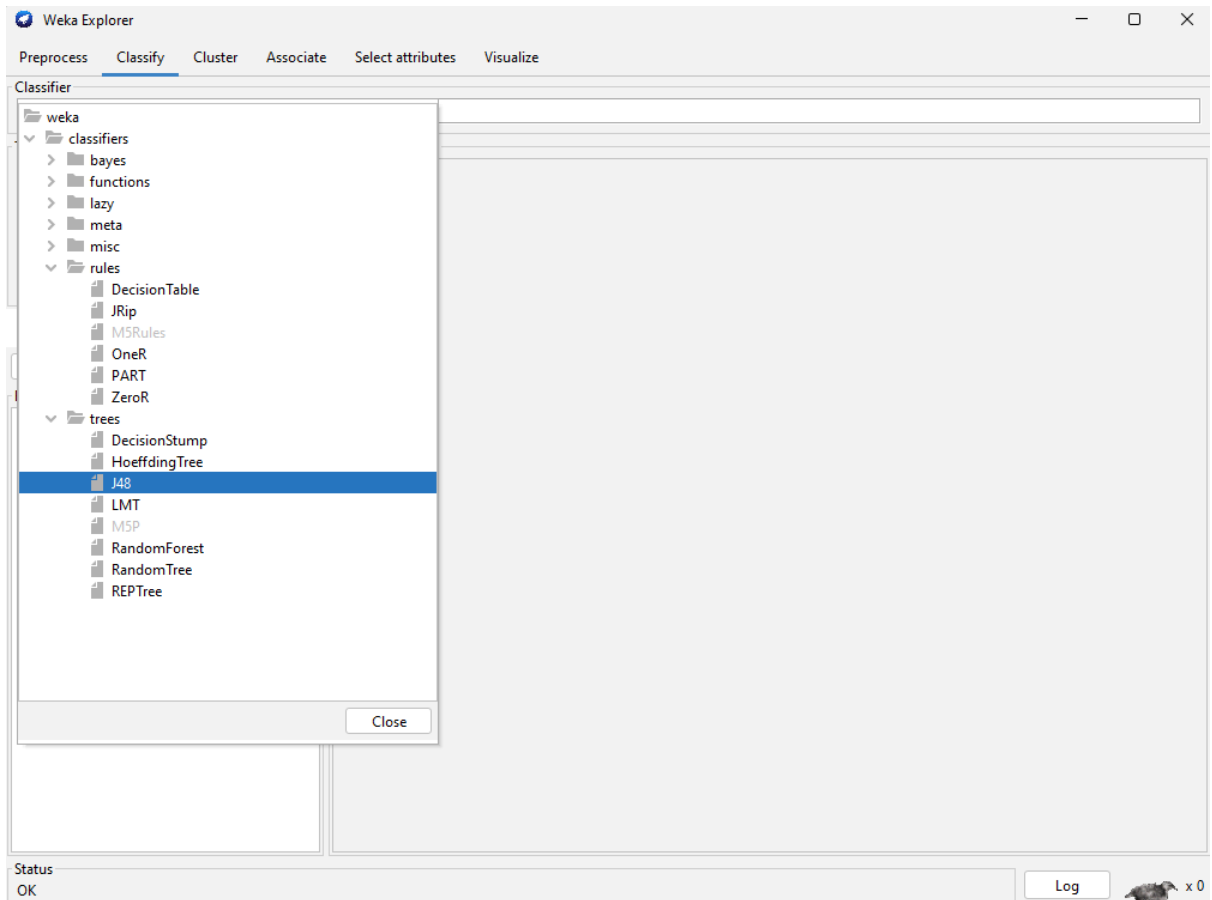 Weka Explorer
Preprocess Classify Cluster Associate Select attributes Visualize
Classifier
weka
classifiers
bayes
functions
lazy
meta
misc
rules
DecisionTable
JRip
M5Rules
OneR
PART
ZeroR
trees
DecisionStump
HoeffdingTree
J48
LMT
M5P
RandomForest
RandomTree
REPTree
Close
Status
OK
Log
x 0